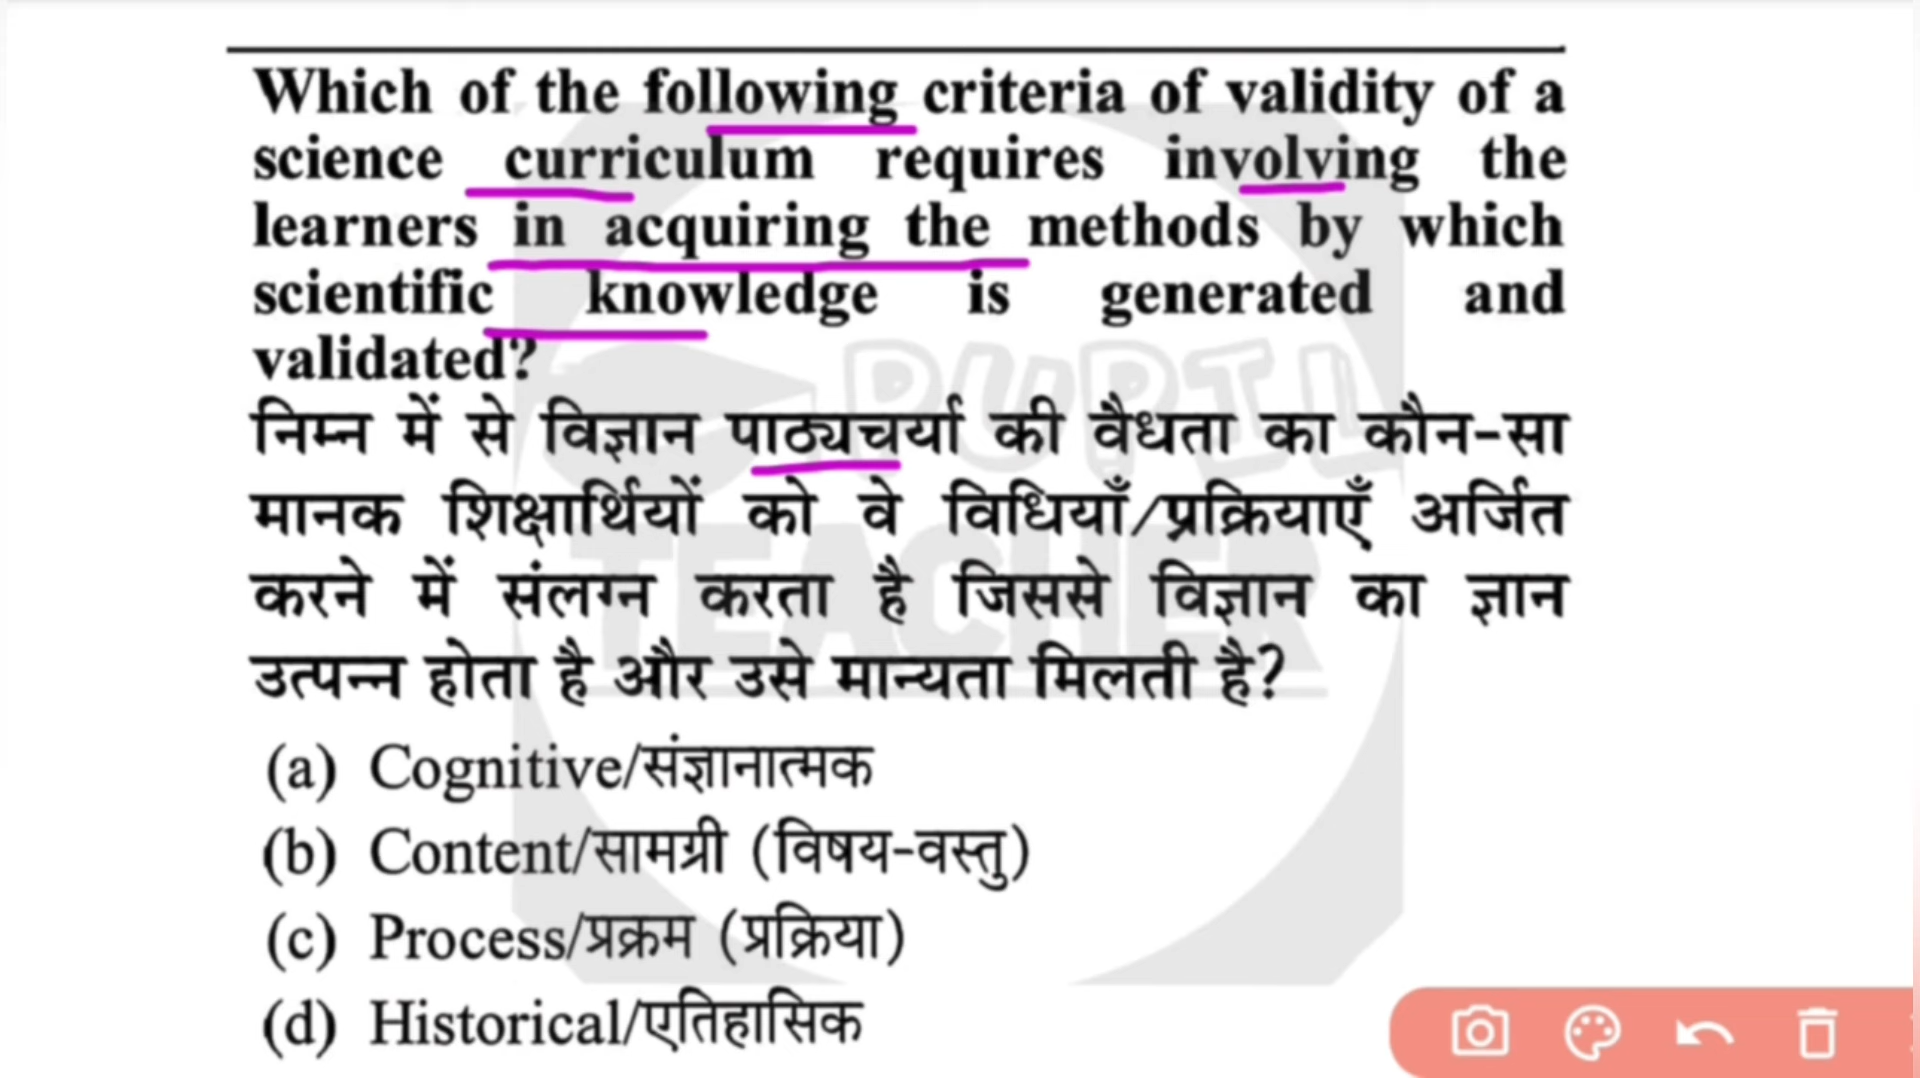 Which of the following criteria of validity of a
science curriculum requires involving the
learners in acquiring the methods by which
scientific knowledge is generated and
validated?
निम्न में से विज्ञान पाठ्यचर्या की वैधता का कौन-सा
मानक शिक्षार्थियों को वे विधियाँ/प्रक्रियाएँ अर्जित
करने में संलग्न करता है जिससे विज्ञान का ज्ञान
उत्पन्न होता है और उसे मान्यता मिलती है?
(a) Cognitive/संज्ञानात्मक
(b) Content/सामग्री (विषय-वस्तु)
(c) Process/प्रक्रम (प्रक्रिया)
(d) Historical/एतिहासिक
PUPIL
TEACHER